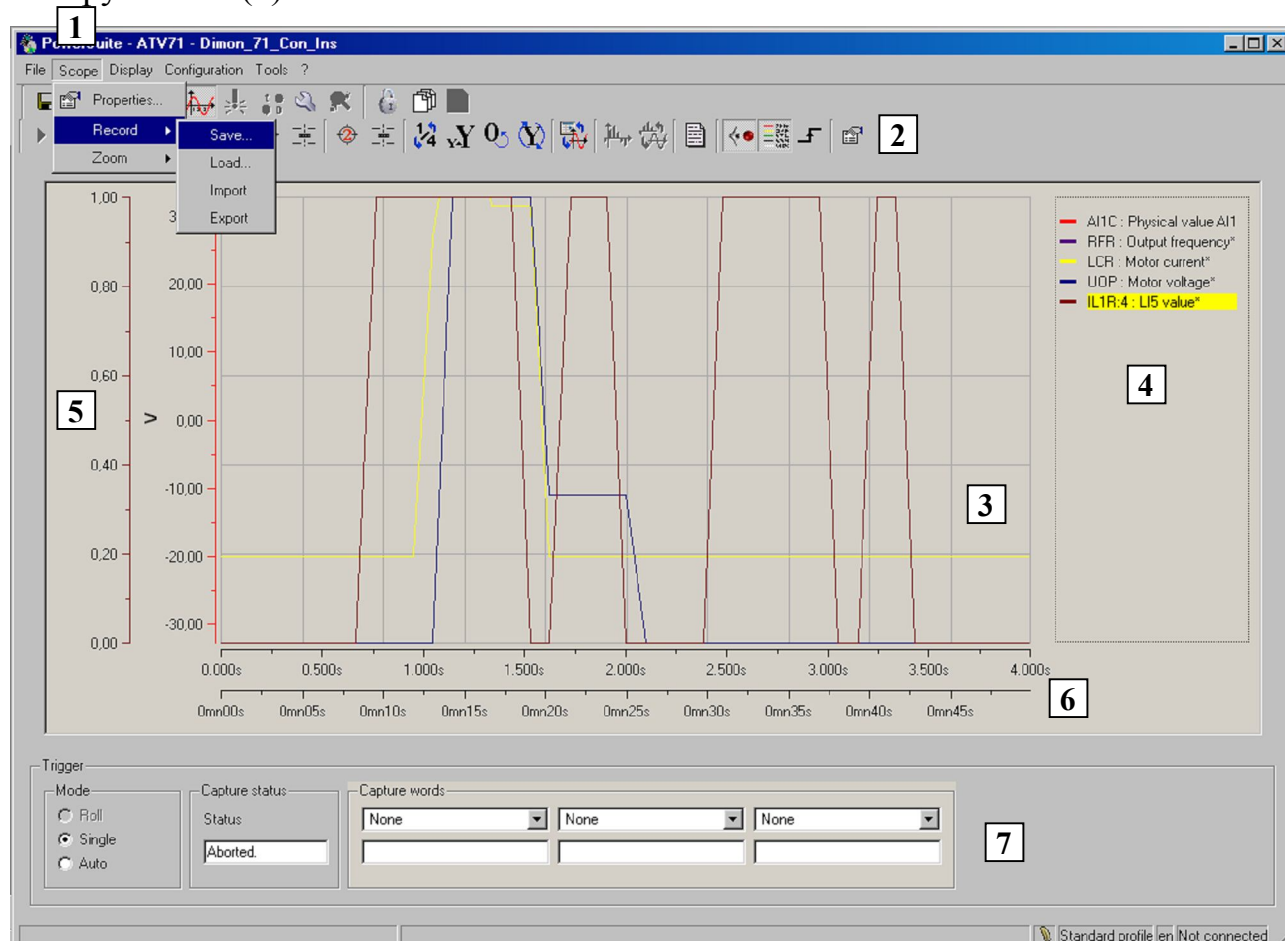 1
PowerSuite - ATV71 - Dimon_71_Con_Ins
File Scope Display Configuration Tools ?
Properties...
Record
Zoom
Save...
Load...
Import
Export
2
1,00
0,80
0,60
0,40
0,20
0,00
5
V
20,00
10,00
0,00
-10,00
-20,00
-30,00
AI1C : Physical value AI1
RFR : Output frequency*
LCR : Motor current*
UOP : Motor voltage*
IL1R:4 : LI5 value*
4
3
0.000s 0.500s 1.000s 1.500s 2.000s 2.500s 3.000s 3.500s 4.000s
0mn00s 0mn05s 0mn10s 0mn15s 0mn20s 0mn25s 0mn30s 0mn35s 0mn40s 0mn45s
6
Trigger
Mode
Roll
Single
Auto
Capture status
Status
Aborted.
Capture words
None None None
7
Standard profile en Not connected